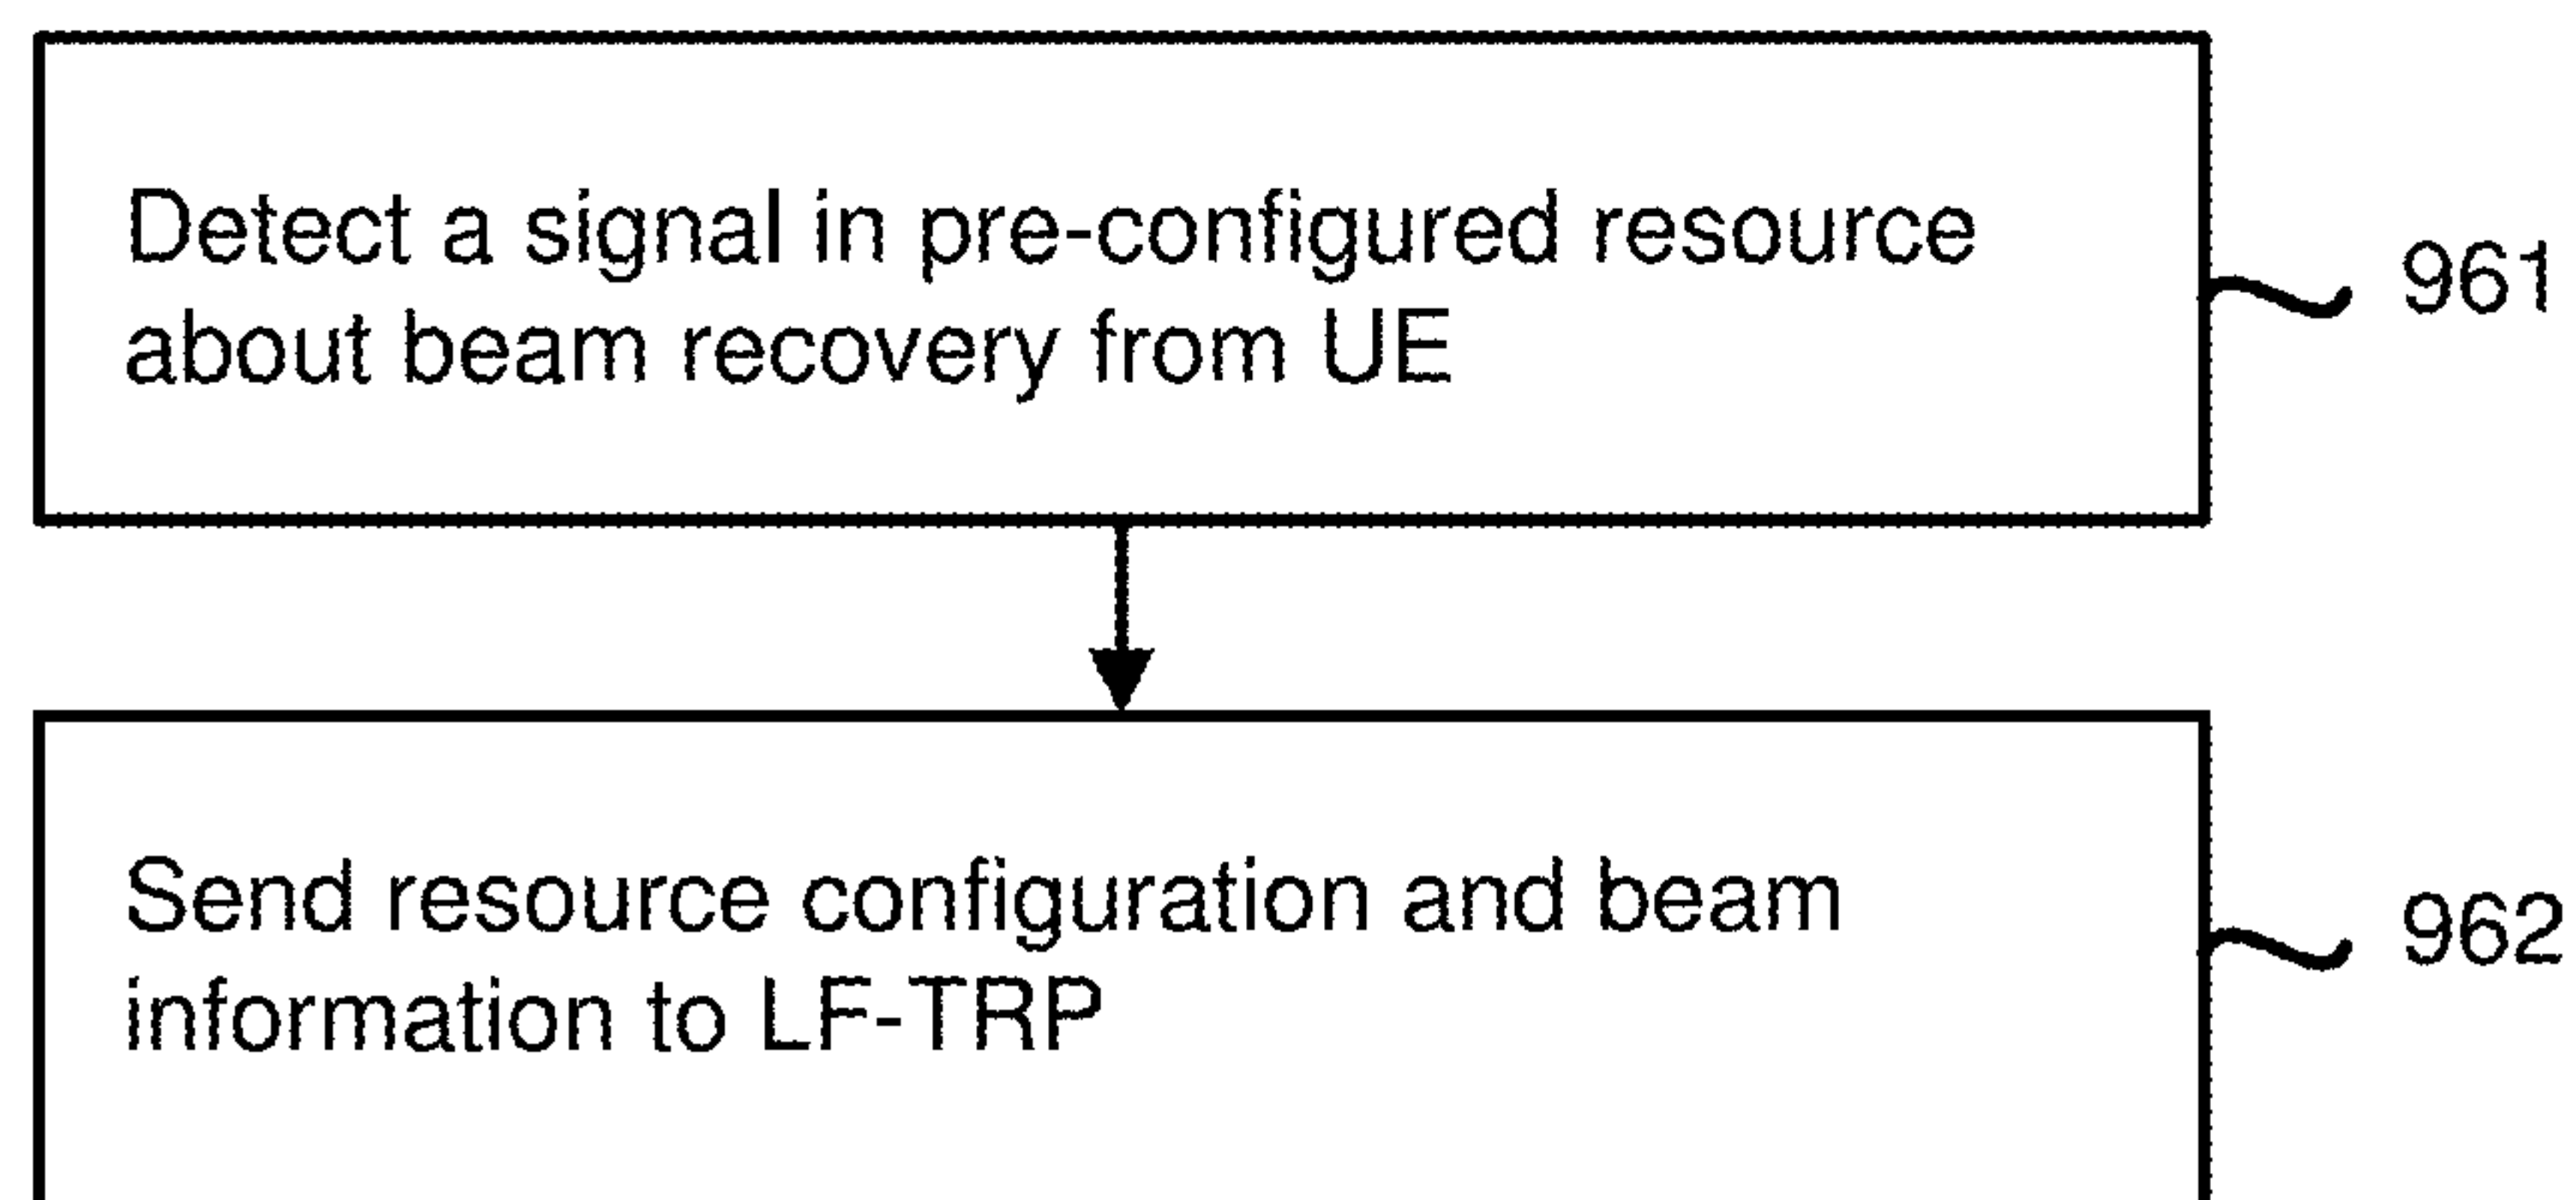 Detect a signal in pre-configured resource
about beam recovery from UE
961
Send resource configuration and beam
information to LF-TRP
962